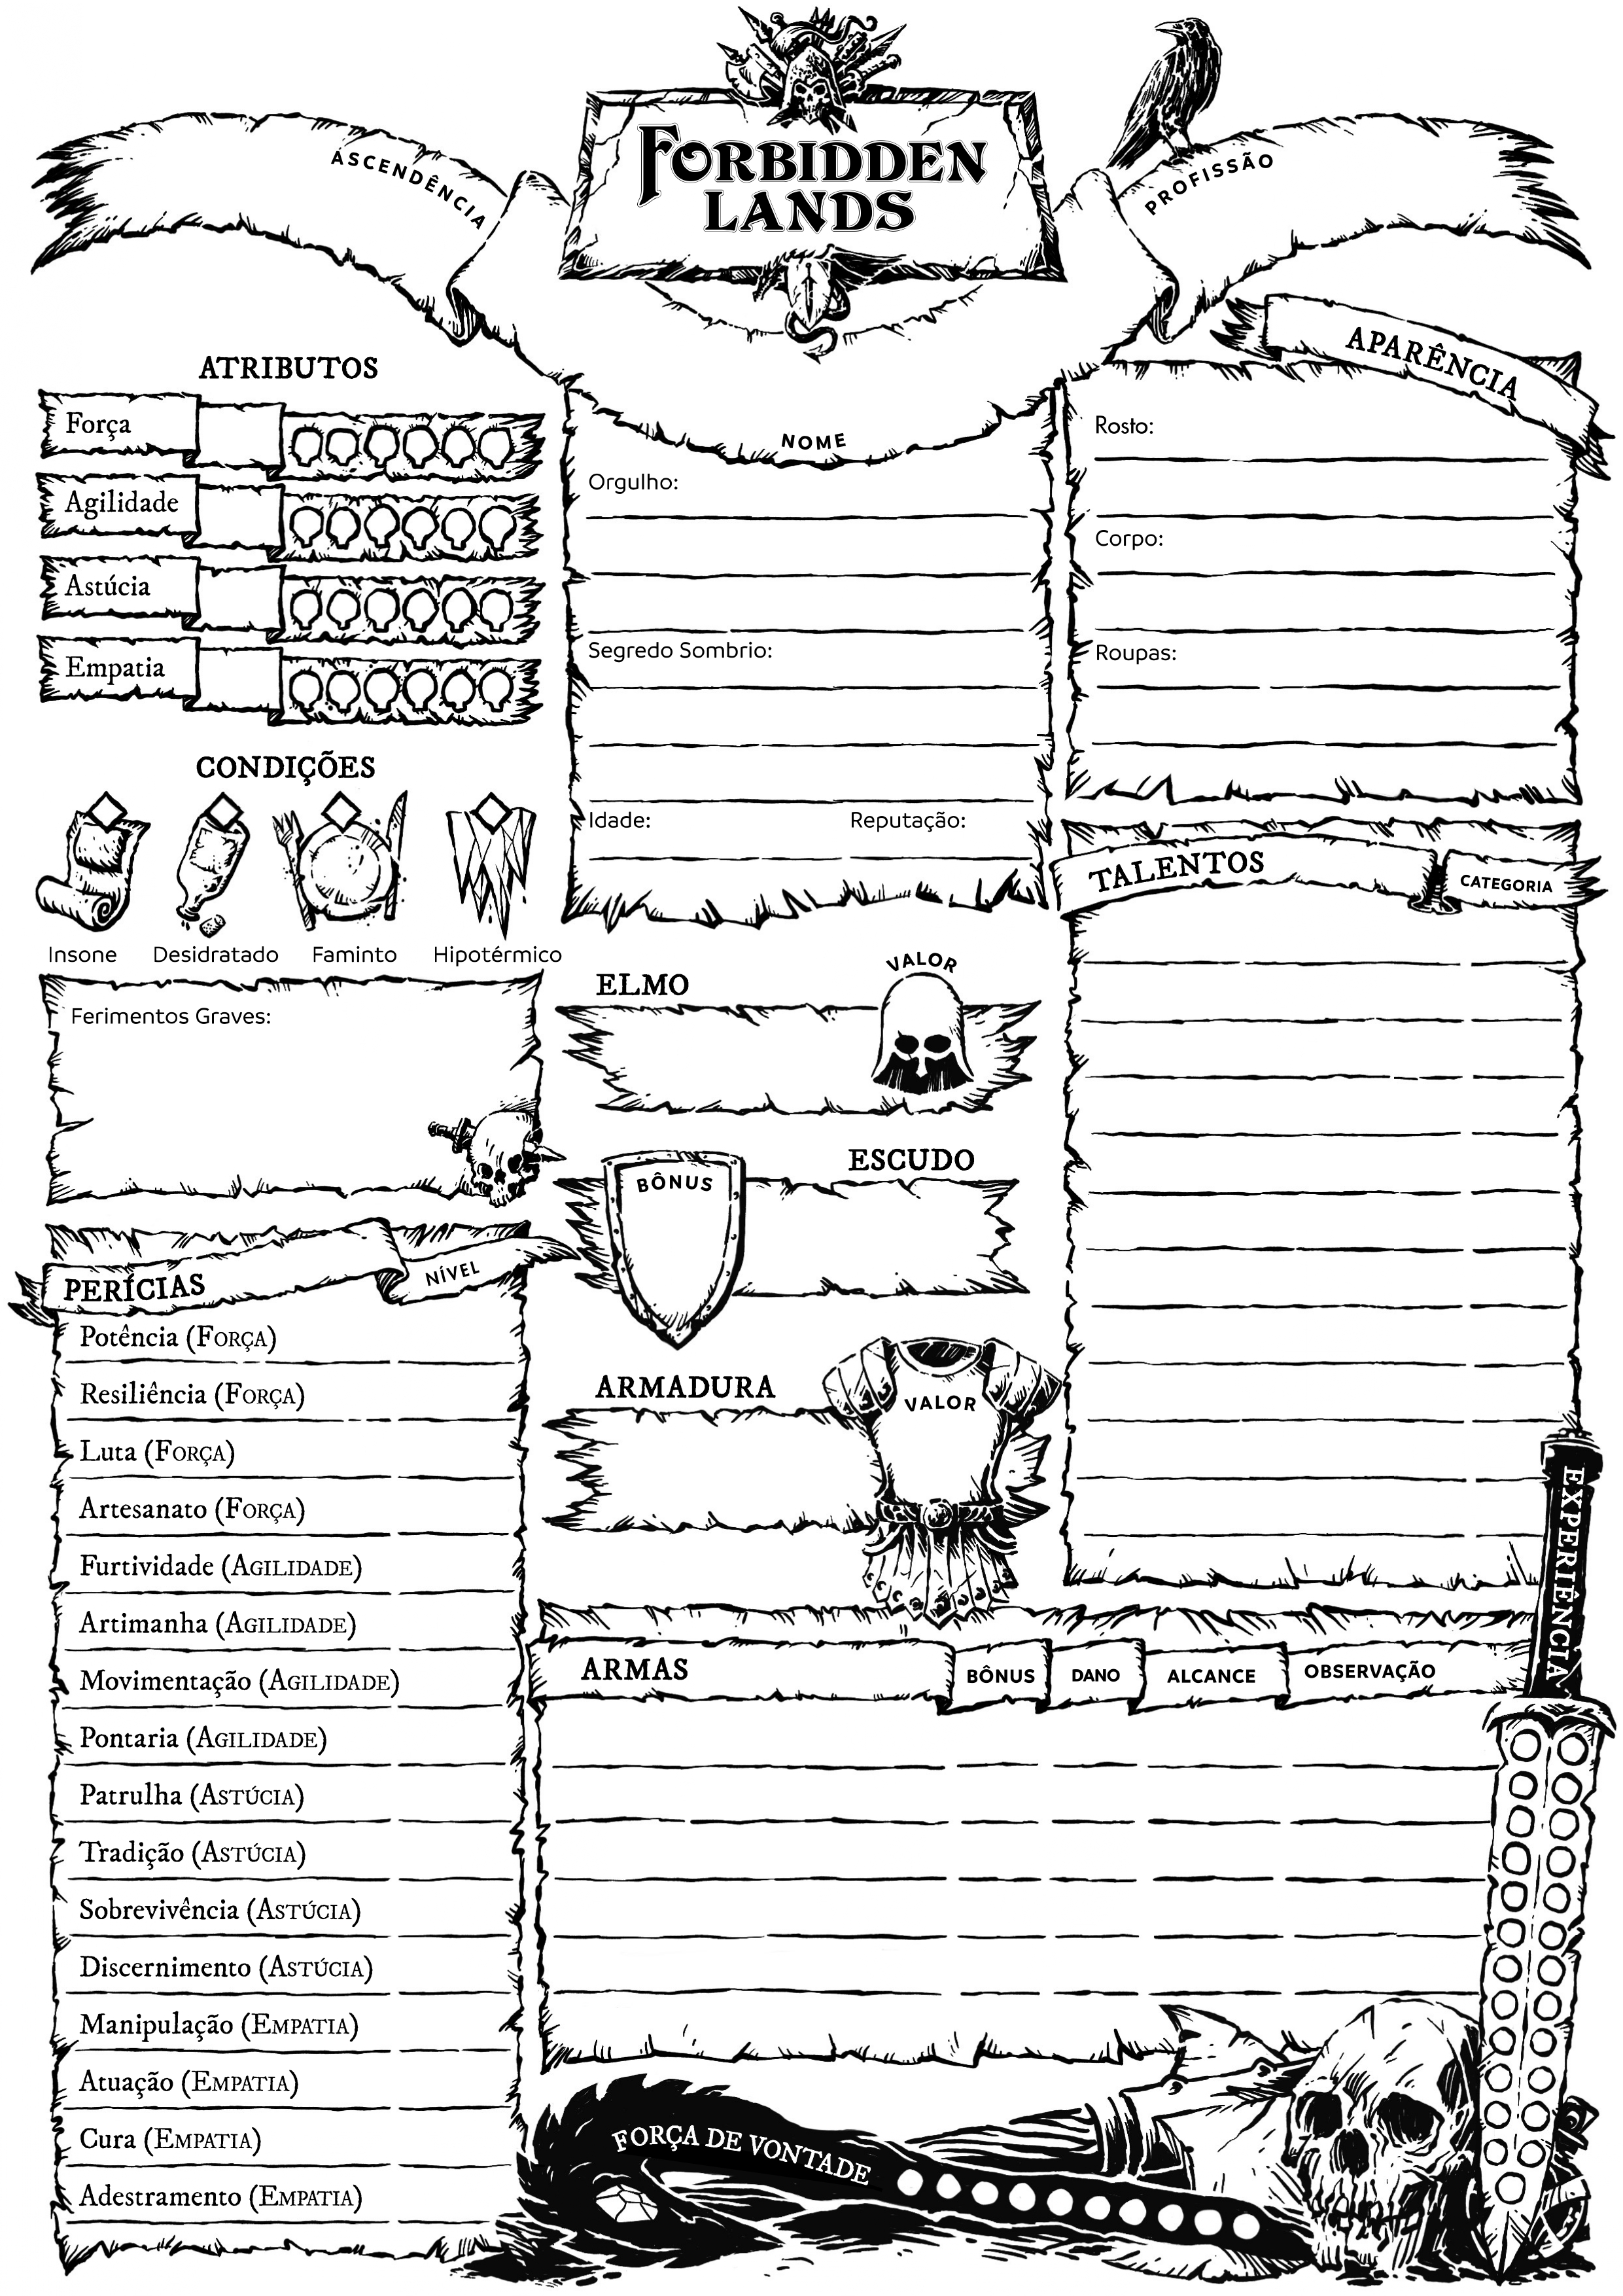 FORBIDDEN
LANDS
ASCENDÊNCIA
PROFISSÃO
NOME
ATRIBUTOS
Força
Agilidade
Astúcia
Empatia
CONDIÇÕES
Insone Desidratado Faminto Hipotérmico
Ferimentos Graves:
PERÍCIAS NÍVEL
Potência (Força)
Resiliência (Força)
Luta (Força)
Artesanato (Força)
Furtividade (Agilidade)
Artimanha (Agilidade)
Movimentação (Agilidade)
Pontaria (Agilidade)
Patrulha (Astúcia)
Tradição (Astúcia)
Sobrevivência (Astúcia)
Discernimento (Astúcia)
Manipulação (Empatia)
Atuação (Empatia)
Cura (Empatia)
Adestramento (Empatia)
Orgulho:
Segredo Sombrio:
Idade: Reputação:
ELMO VALOR
ESCUDO
BÔNUS
ARMADURA VALOR
APARÊNCIA
Rosto:
Corpo:
Roupas:
TALENTOS CATEGORIA
ARMAS BÔNUS DANO ALCANCE OBSERVAÇÃO
EXPERIÊNCIA
FORÇA DE VONTADE